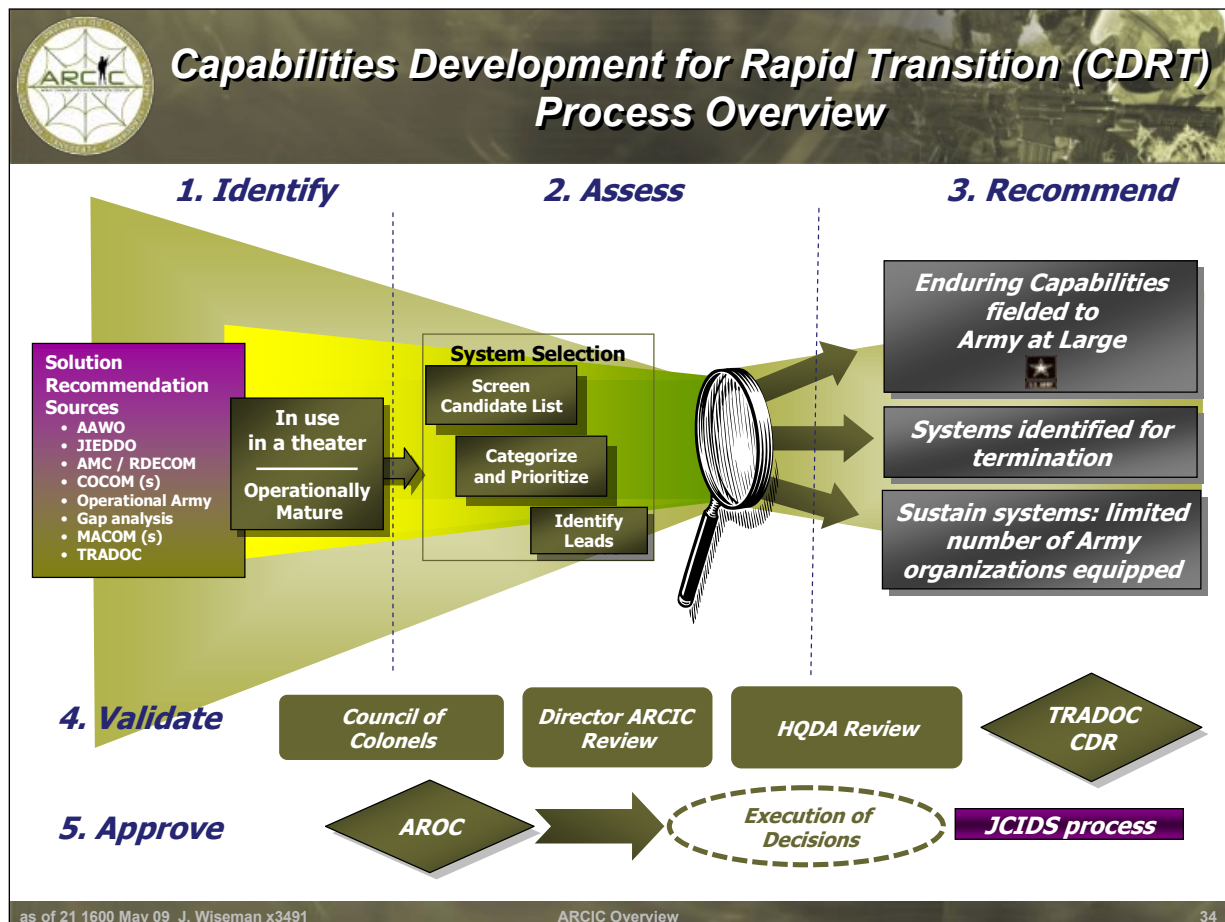 ARCIC
Capabilities Development for Rapid Transition (CDRT)
Process Overview
1. Identify
2. Assess
3. Recommend
Solution
Recommendation
Sources
• AAWO
• JIEDDO
• AMC / RDECOM
• COCOM (s)
• Operational Army
• Gap analysis
• MACOM (s)
• TRADOC
In use
in a theater
Operationally
Mature
System Selection
Screen
Candidate List
Categorize
and Prioritize
Identify
Leads
Enduring Capabilities
fielded to
Army at Large
Systems identified for
termination
Sustain systems: limited
number of Army
organizations equipped
4. Validate
Council of
Colonels
Director ARCIC
Review
HQDA Review
TRADOC
CDR
5. Approve
AROC
Execution of
Decisions
JCIDS process
as of 21 1600 May 09 J. Wiseman x3491
ARCIC Overview
34